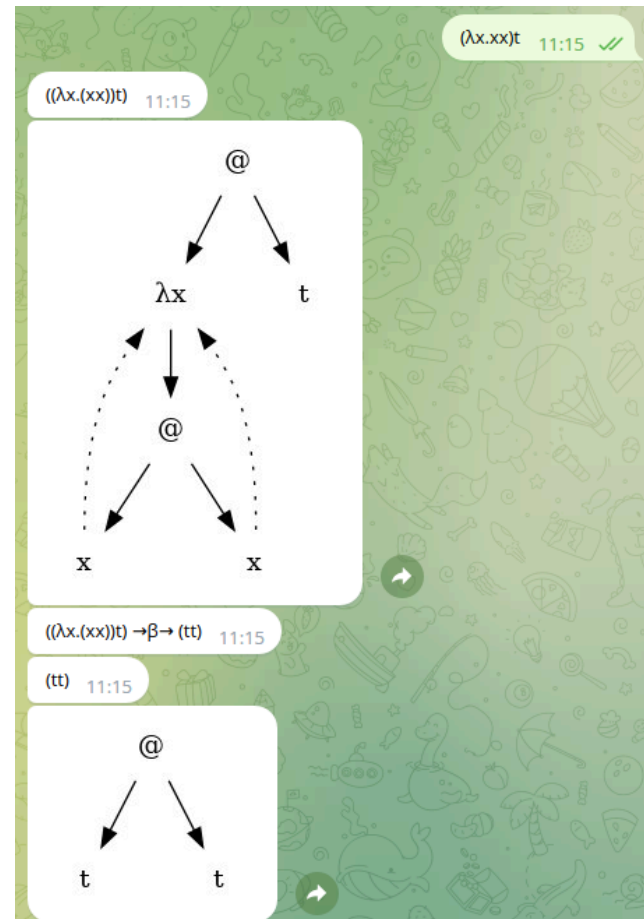 (λx.xx)t 11:15
((λx.(xx))t) 11:15
@
λx t
@
x x
((λx.(xx))t) →β→ (tt) 11:15
(tt) 11:15
@
t t